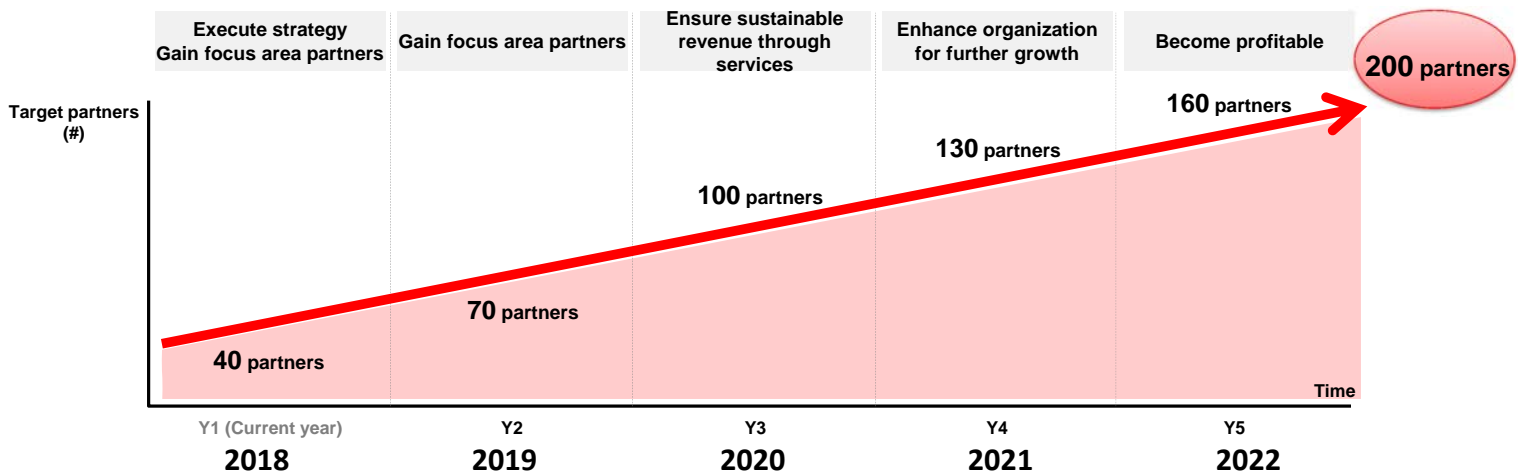 Execute strategy
Gain focus area partners
Gain focus area partners
Ensure sustainable
revenue through
services
Enhance organization
for further growth
Become profitable
200 partners
Target partners
(#)
160 partners
130 partners
100 partners
70 partners
40 partners
Time
Y1 (Current year)
Y2
Y3
Y4
Y5
2018
2019
2020
2021
2022